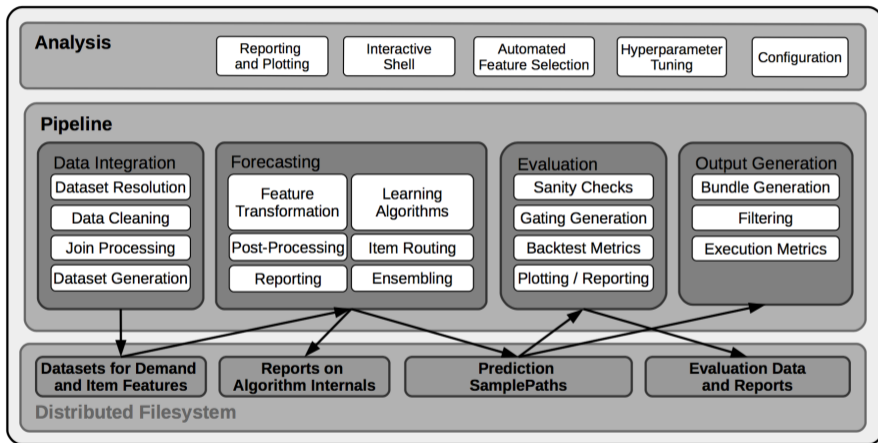 Analysis
Reporting
and Plotting
Interactive
Shell
Automated
Feature Selection
Hyperparameter
Tuning
Configuration
Pipeline
Data Integration
Dataset Resolution
Data Cleaning
Join Processing
Dataset Generation
Forecasting
Feature
Transformation
Learning
Algorithms
Post-Processing
Item Routing
Reporting
Ensembling
Evaluation
Sanity Checks
Gating Generation
Backtest Metrics
Plotting / Reporting
Output Generation
Bundle Generation
Filtering
Execution Metrics
Datasets for Demand
and Item Features
Reports on
Algorithm Internals
Prediction
SamplePaths
Evaluation Data
and Reports
Distributed Filesystem